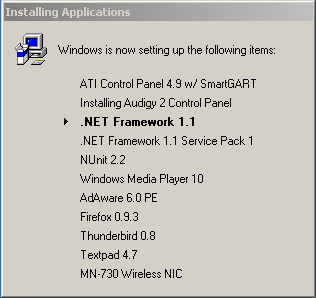 Installing Applications
Windows is now setting up the following items:
ATI Control Panel 4.9 w/ SmartGART
Installing Audigy 2 Control Panel
.NET Framework 1.1
.NET Framework 1.1 Service Pack 1
NUnit 2.2
Windows Media Player 10
AdAware 6.0 PE
Firefox 0.9.3
Thunderbird 0.8
Textpad 4.7
MN-730 Wireless NIC